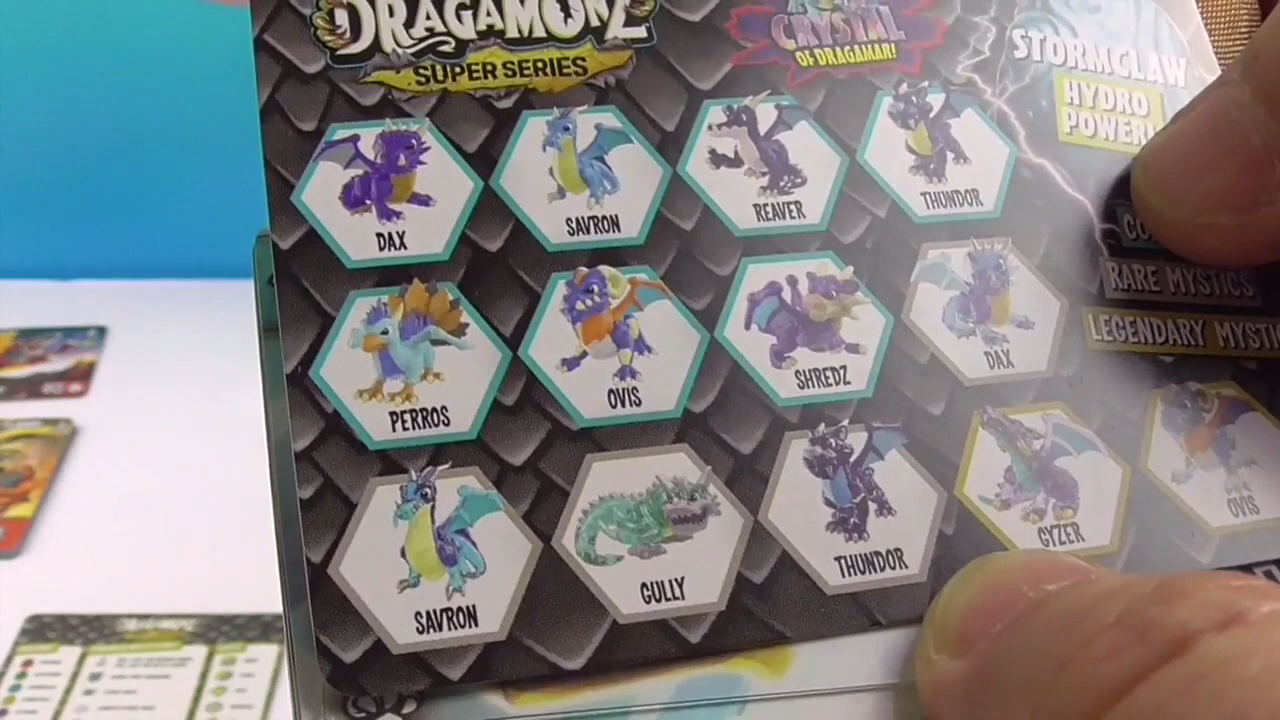 DRAGAMONZ
SUPER SERIES
CRYSTAL
OF DRAGAMAR!
STORMCLAW
HYDRO
POWER!
DAX
SAVRON
REAVER
THUNDOR
RARE MYSTICS
LEGENDARY
PERROS
OVIS
SHREDZ
DAX
SAVRON
GULLY
THUNDOR
GYZER
OVIS